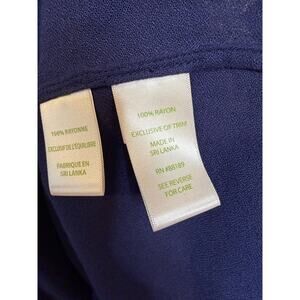 100% RAYONNE
EXCLUSIF DE L'ÉQUILIBRE
FABRIQUE EN
SRI LANKA
100% RAYON
EXCLUSIVE OF TRIM
MADE IN
SRI LANKA
RN #88189
SEE REVERSE
FOR CARE